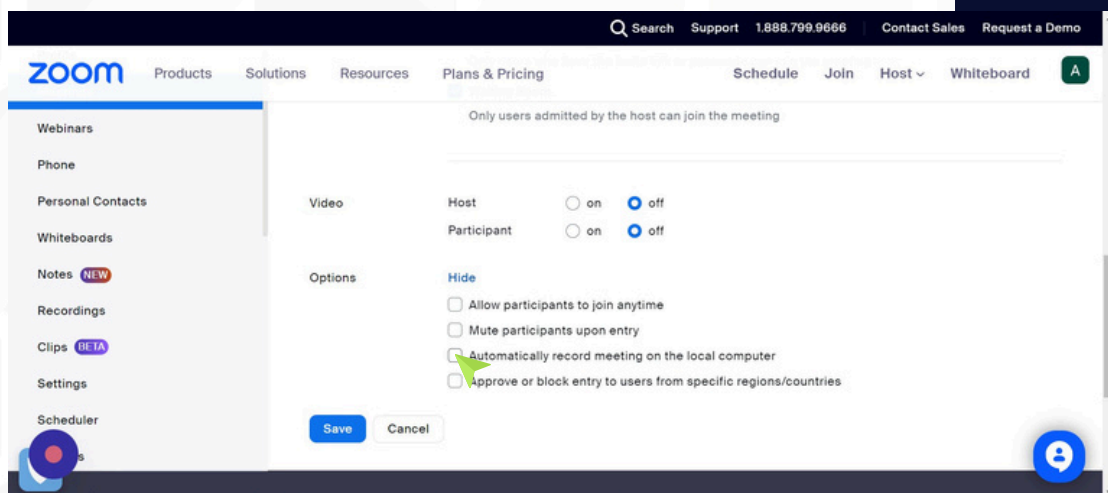 Search Support 1.888.799.9666 Contact Sales Request a Demo
zoom Products Solutions Resources Plans & Pricing Schedule Join Host Whiteboard A
Only users admitted by the host can join the meeting
Webinars
Phone
Personal Contacts
Whiteboards
Notes NEW
Recordings
Clips BETA
Settings
Scheduler
Video
Host on off
Participant on off
Options
Hide
Allow participants to join anytime
Mute participants upon entry
Automatically record meeting on the local computer
Approve or block entry to users from specific regions/countries
Save Cancel